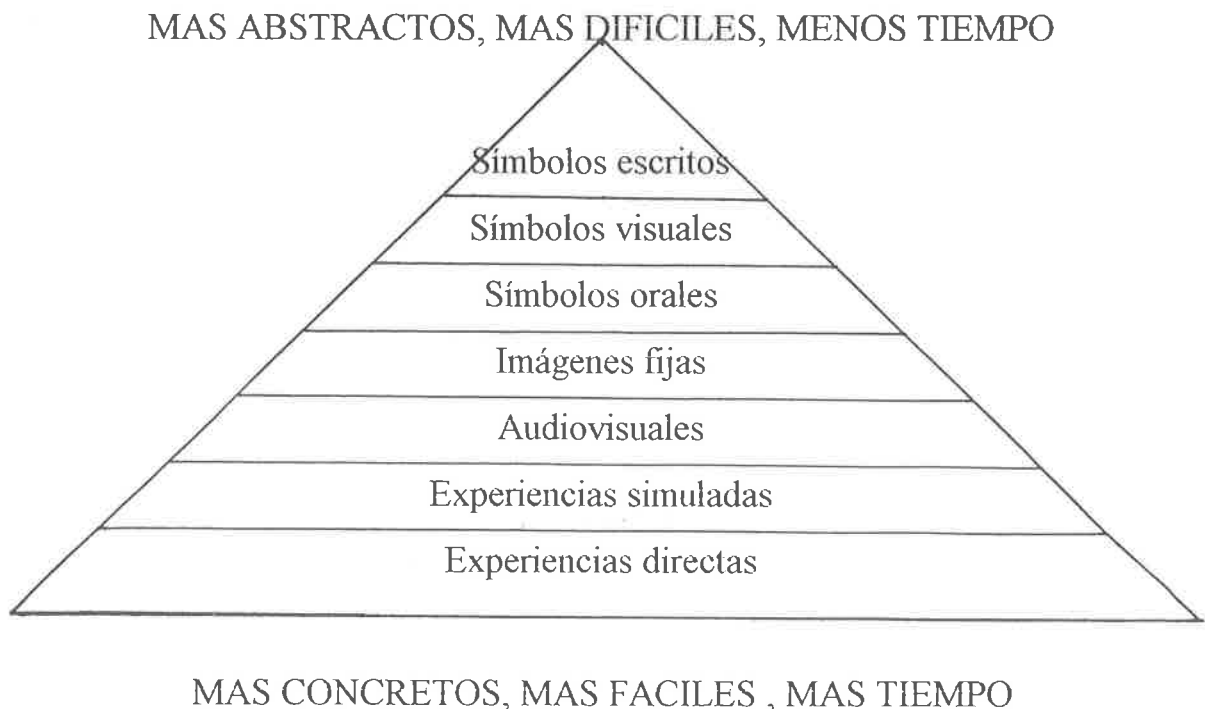 MAS ABSTRACTOS, MAS DIFICILES, MENOS TIEMPO
Símbolos escritos
Símbolos visuales
Símbolos orales
Imágenes fijas
Audiovisuales
Experiencias simuladas
Experiencias directas
MAS CONCRETOS, MAS FACILES , MAS TIEMPO